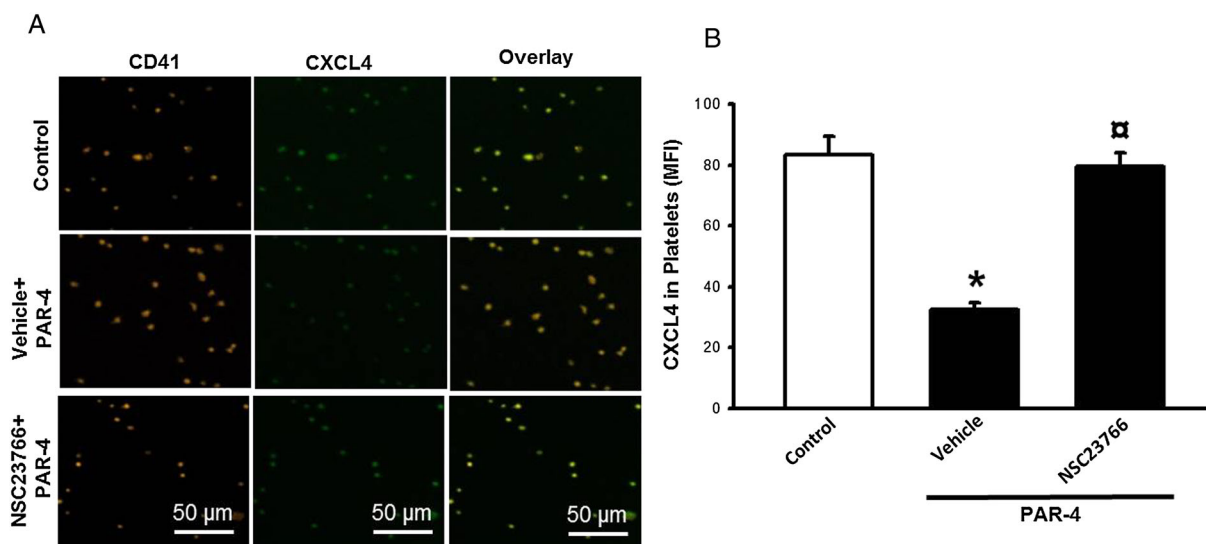 A
CD41
CXCL4
Overlay
Control
Vehicle+
PAR-4
NSC23766+
PAR-4
50 µm
50 µm
50 µm
B
CXCL4 in Platelets (MFI)
100
80
60
40
20
0
*
¤
Control
Vehicle
NSC23766
PAR-4